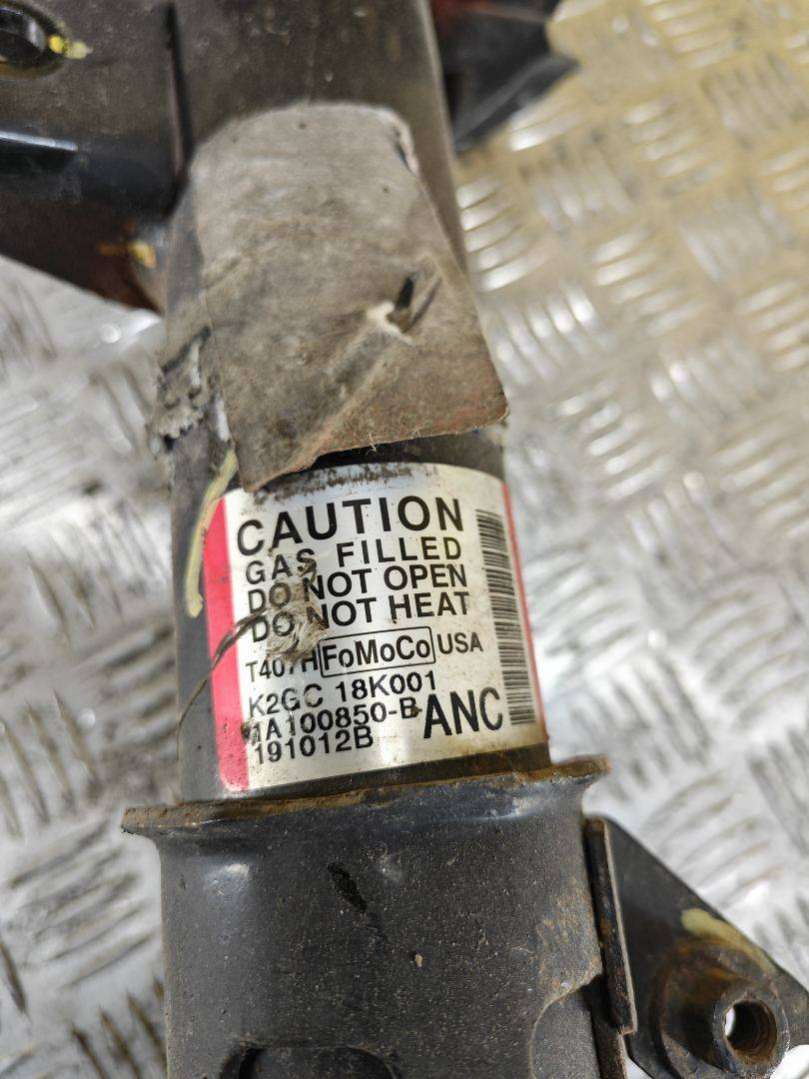 CAUTION
GAS FILLED
DO NOT OPEN
DO NOT HEAT
T407H FoMoCo USA
K2GC 18K001
1A100850-B ANC
191012B